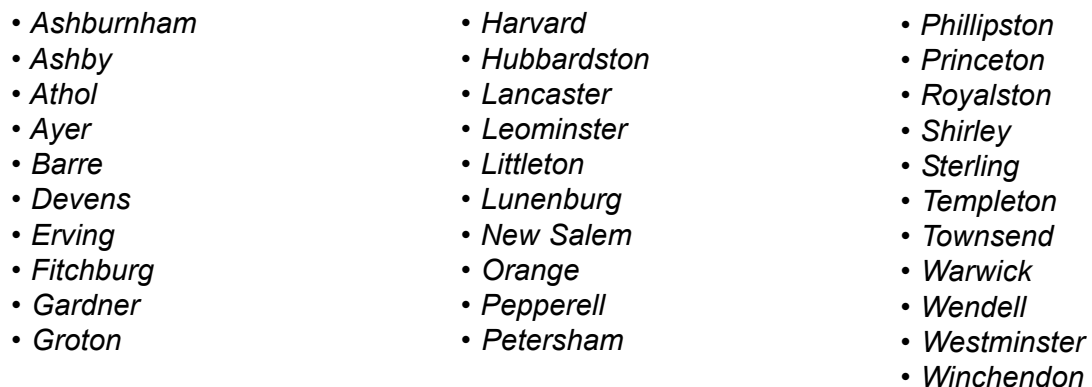 • Ashburnham
• Ashby
• Athol
• Ayer
• Barre
• Devens
• Erving
• Fitchburg
• Gardner
• Groton
• Harvard
• Hubbardston
• Lancaster
• Leominster
• Littleton
• Lunenburg
• New Salem
• Orange
• Pepperell
• Petersham
• Phillipston
• Princeton
• Royalston
• Shirley
• Sterling
• Templeton
• Townsend
• Warwick
• Wendell
• Westminster
• Winchendon